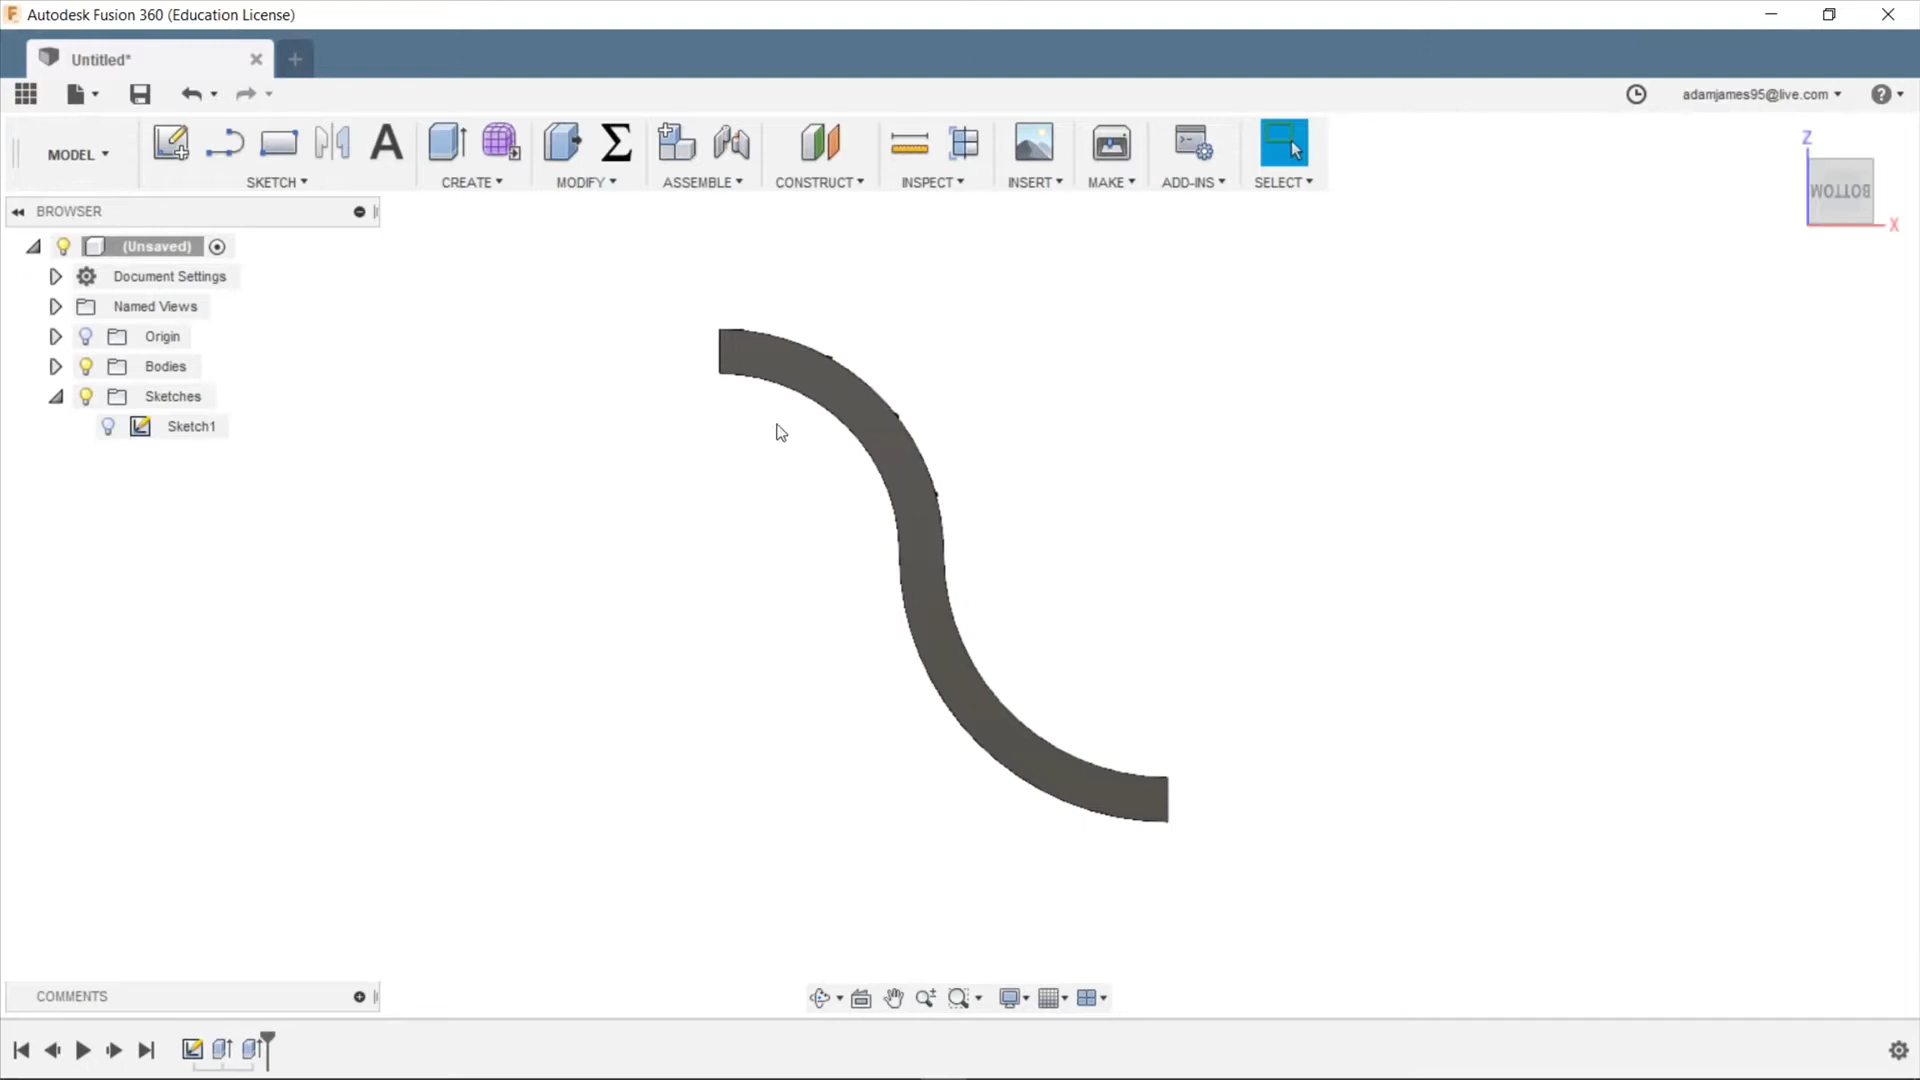 Autodesk Fusion 360 (Education License)
Untitled*
adamjames95@live.com
MODEL
SKETCH
CREATE
MODIFY
ASSEMBLE
CONSTRUCT
INSPECT
INSERT
MAKE
ADD-INS
SELECT
Z
BOTTOM
X
BROWSER
(Unsaved)
Document Settings
Named Views
Origin
Bodies
Sketches
Sketch1
COMMENTS